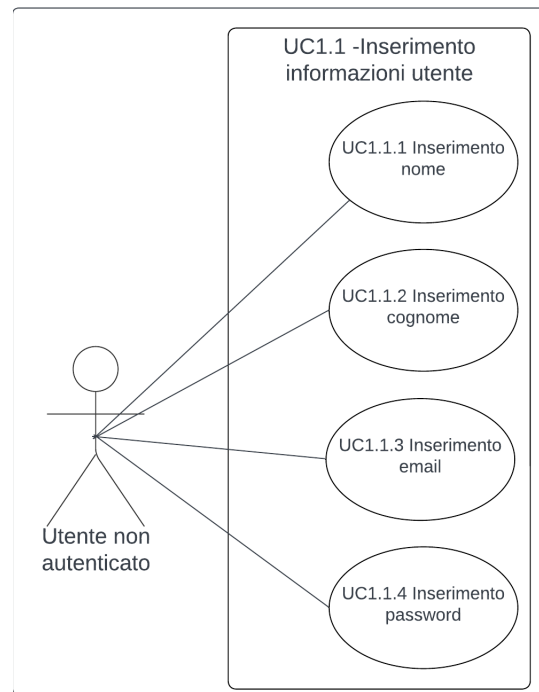 UC1.1 -Inserimento
informazioni utente
UC1.1.1 Inserimento
nome
UC1.1.2 Inserimento
cognome
UC1.1.3 Inserimento
email
UC1.1.4 Inserimento
password
Utente non
autenticato